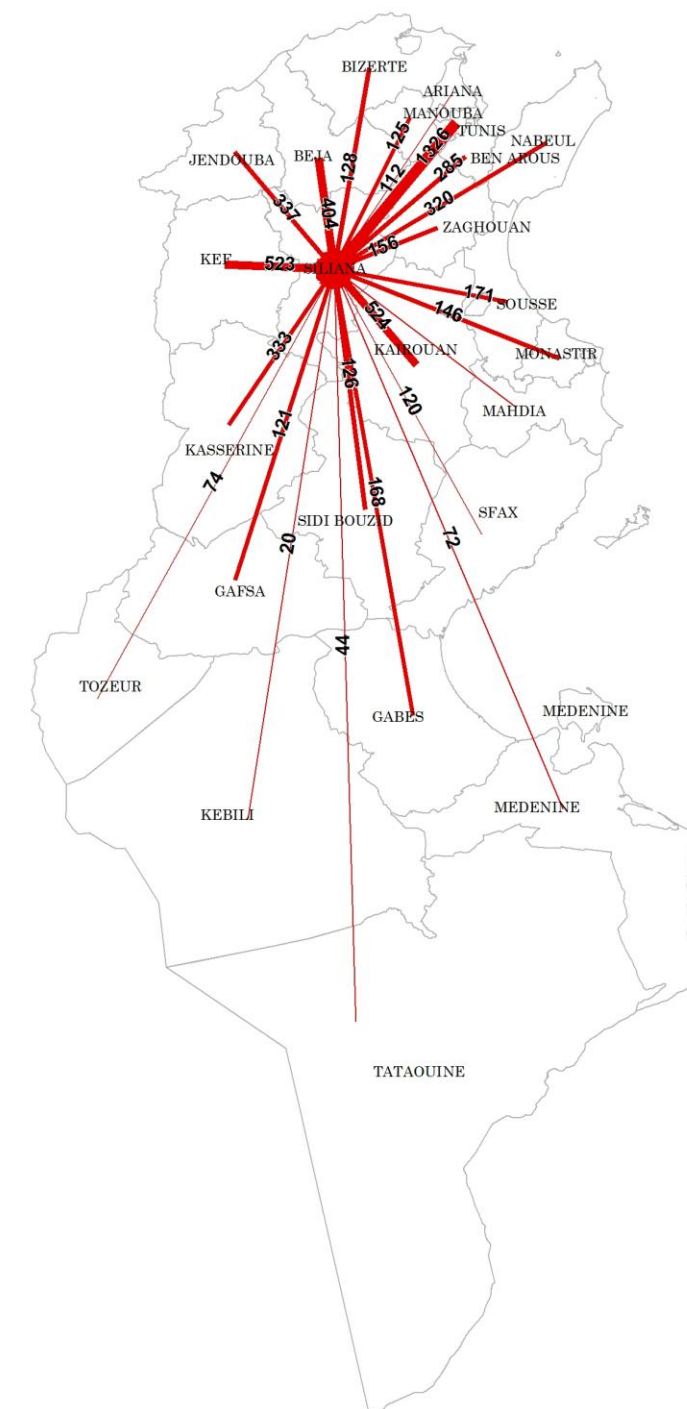 BIZERTE
ARIANA
MANOUBA
TUNIS
125
1326
NABEUL
JENDOUBA
BEJA
128
112
285
BEN AROUS
337
404
320
156
ZAGHOUAN
KEF
523
SILIANA
171
SOUSSE
146
524
333
KAIROUAN
MONASTIR
126
120
MAHDIA
121
KASSERINE
74
168
SFAX
SIDI BOUZID
20
72
GAFSA
44
TOZEUR
GABES
MEDENINE
KEBILI
MEDENINE
TATAOUINE